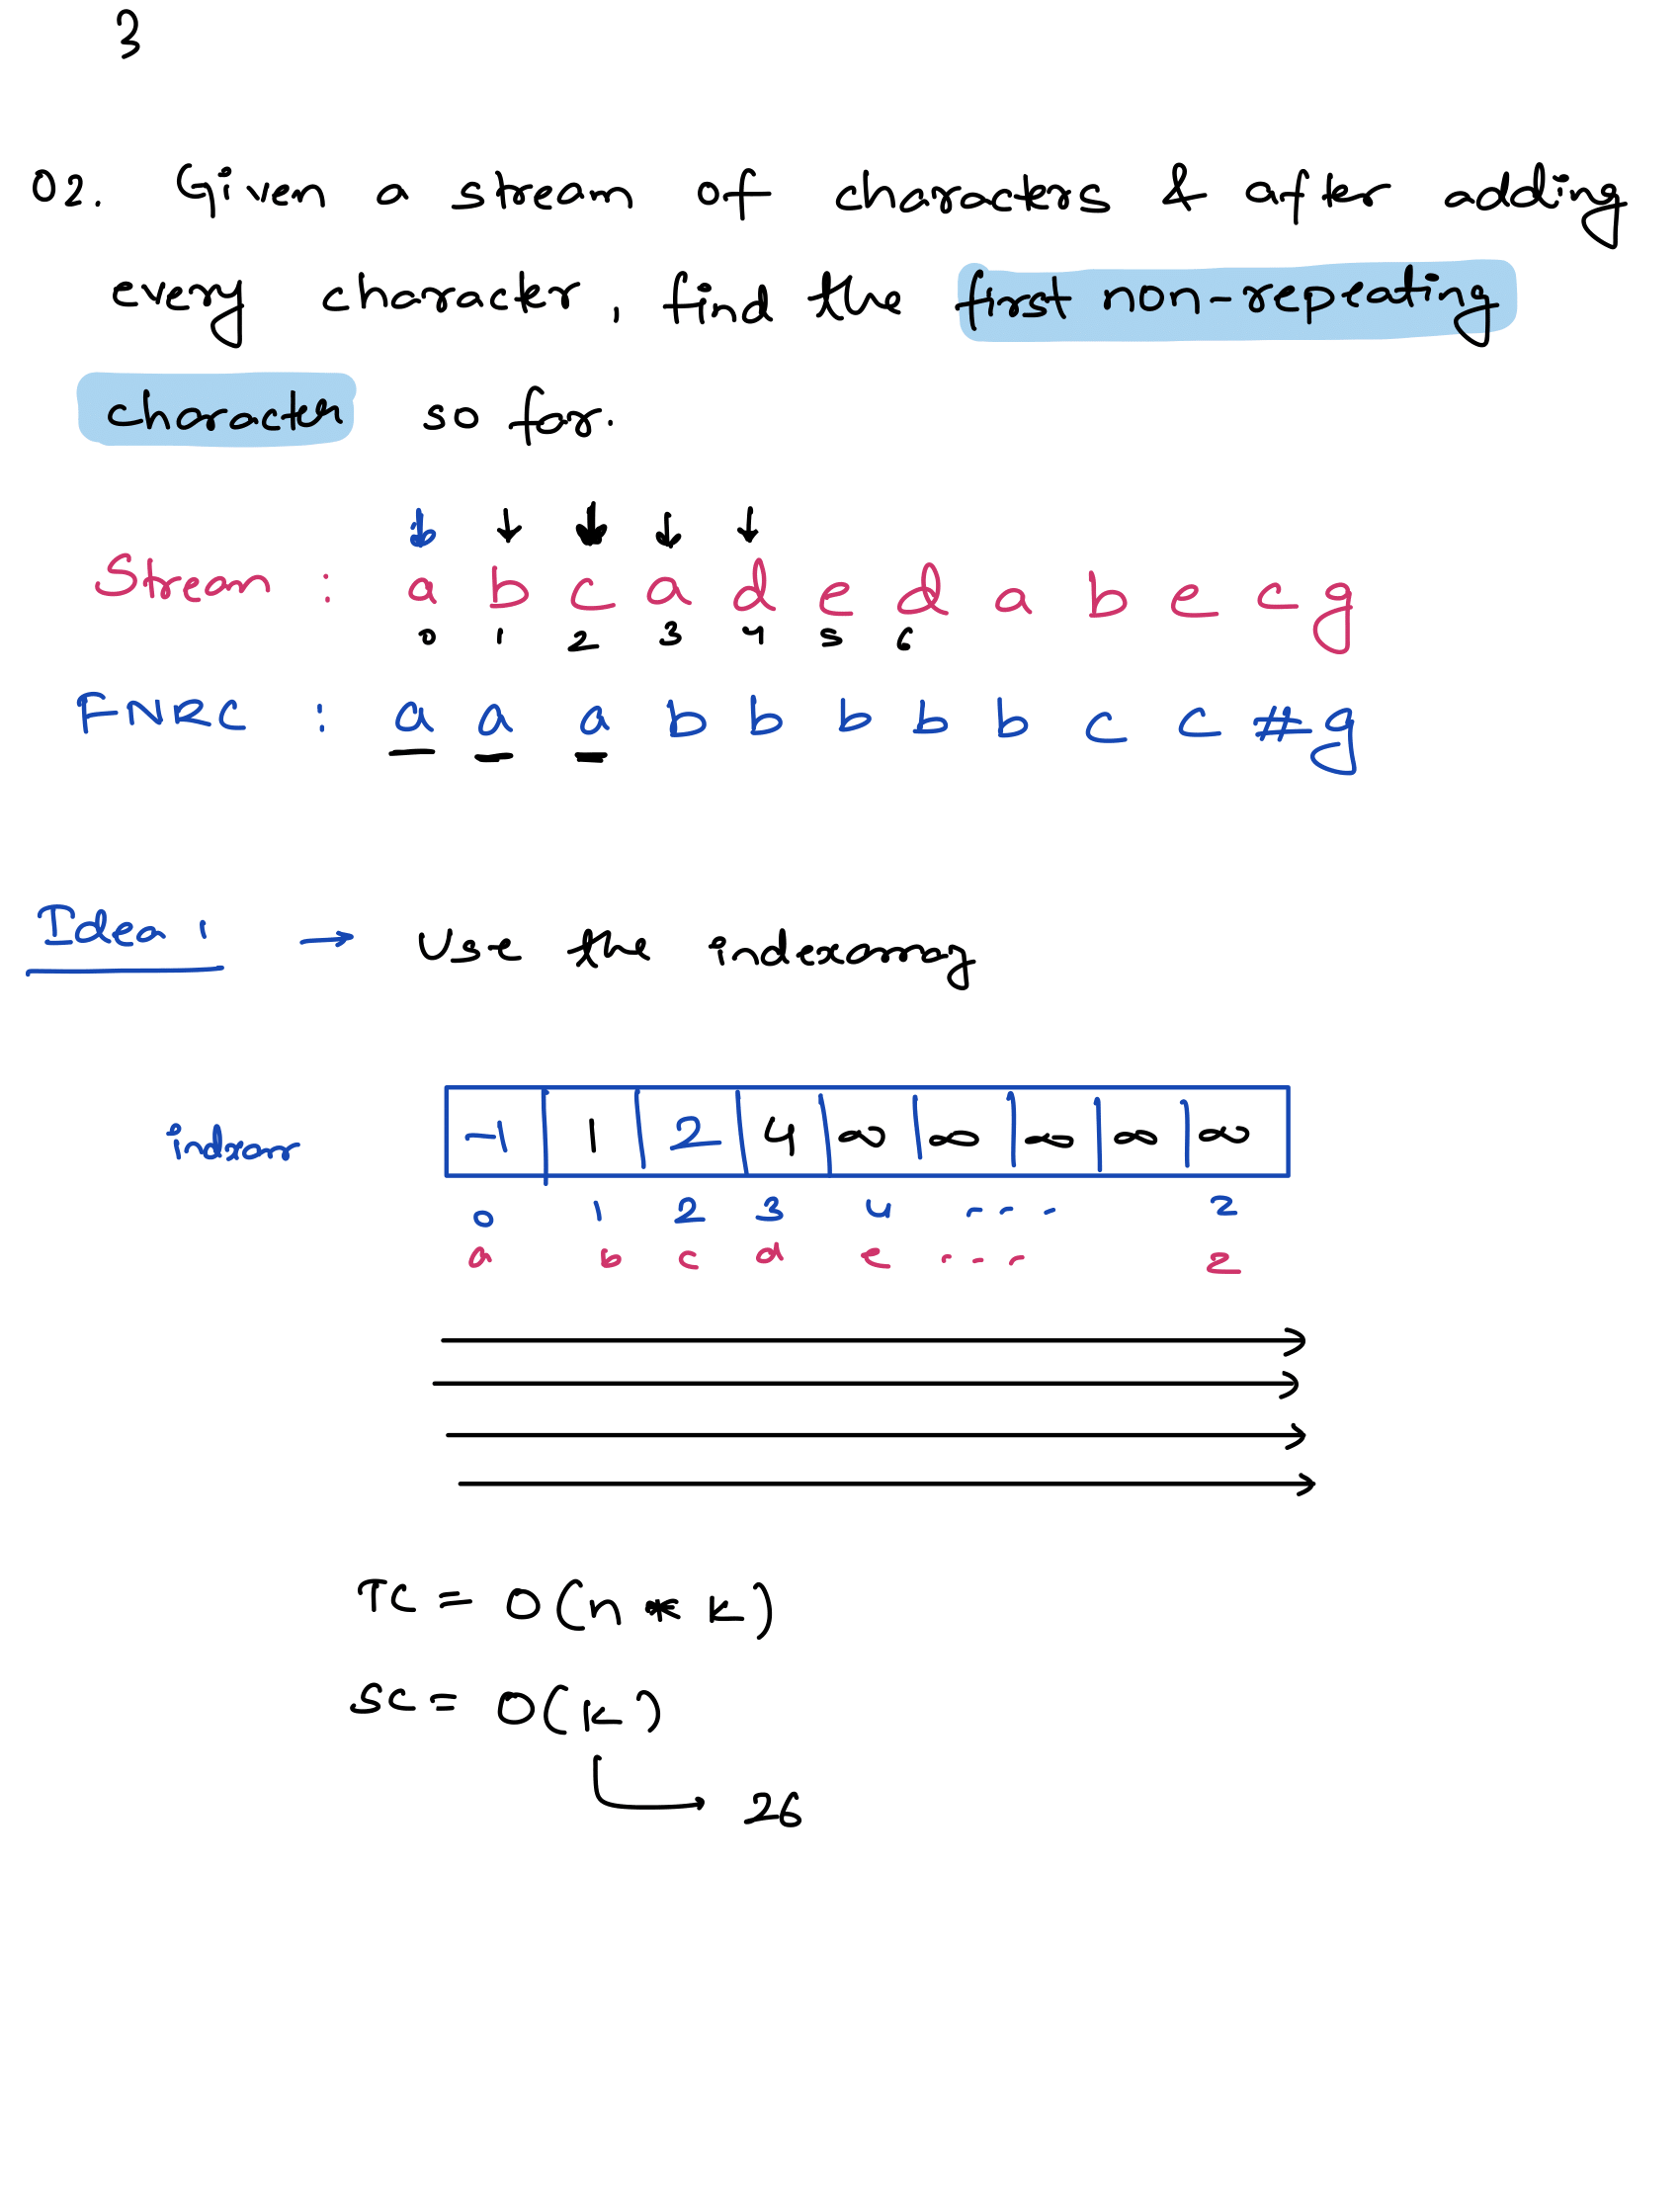 3
Q2. Given a stream of characters & after adding
every character, find the first non-repeating
character so far.
Stream : a b c a d e d a b e c g
0 1 2 3 4 5 6
FNRC : a a a b b b b b c c # g
Idea 1 → Use the indexarray
-1 | 1 | 2 | 4 | ∞ | ∞ | ∞ | ∞ | ∞
0 1 2 3 4 ... z
a b c d e ... z
TC = O(n * k)
SC = O(k)
26